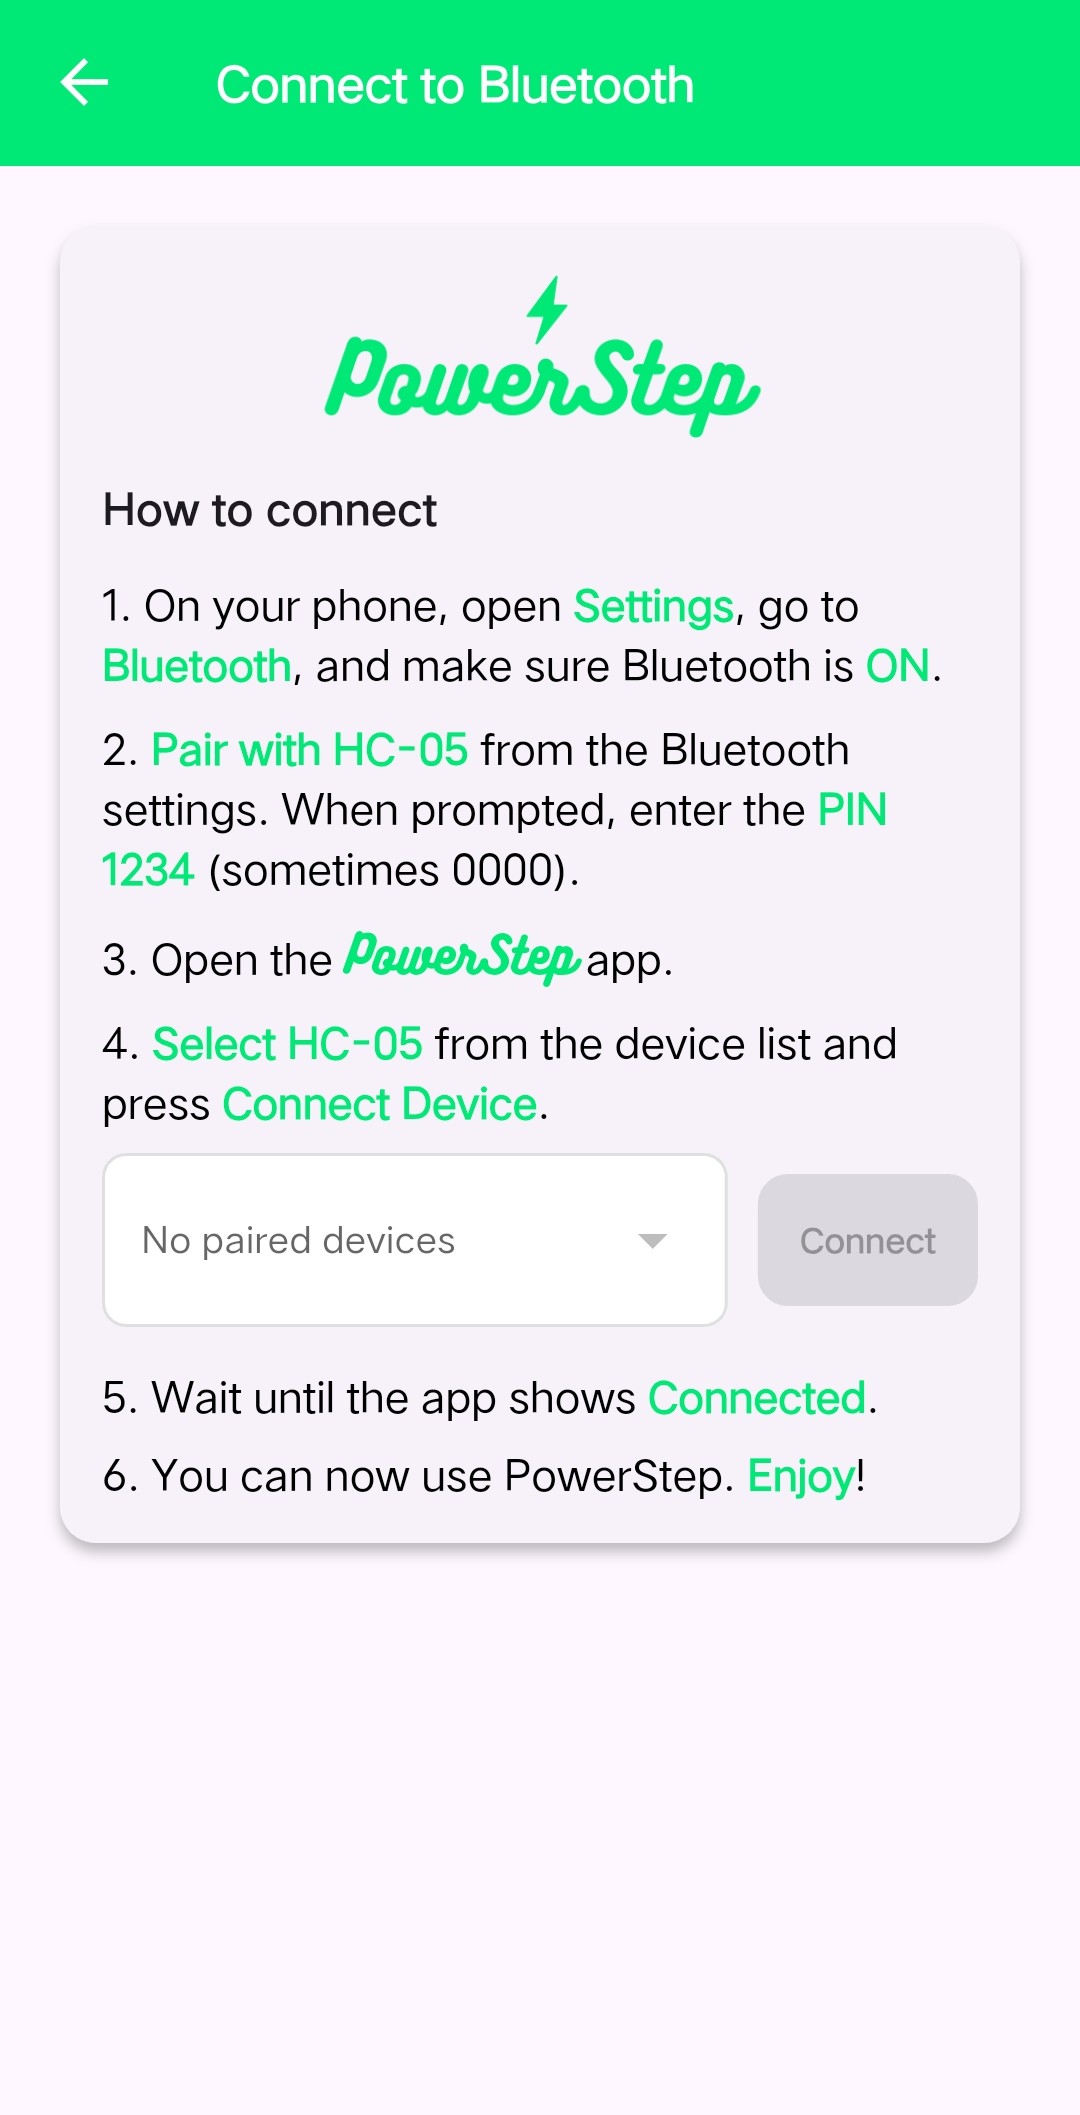 Connect to Bluetooth
PowerStep
How to connect
1. On your phone, open Settings, go to
Bluetooth, and make sure Bluetooth is ON.
2. Pair with HC-05 from the Bluetooth
settings. When prompted, enter the PIN
1234 (sometimes 0000).
3. Open the PowerStep app.
4. Select HC-05 from the device list and
press Connect Device.
No paired devices
Connect
5. Wait until the app shows Connected.
6. You can now use PowerStep. Enjoy!